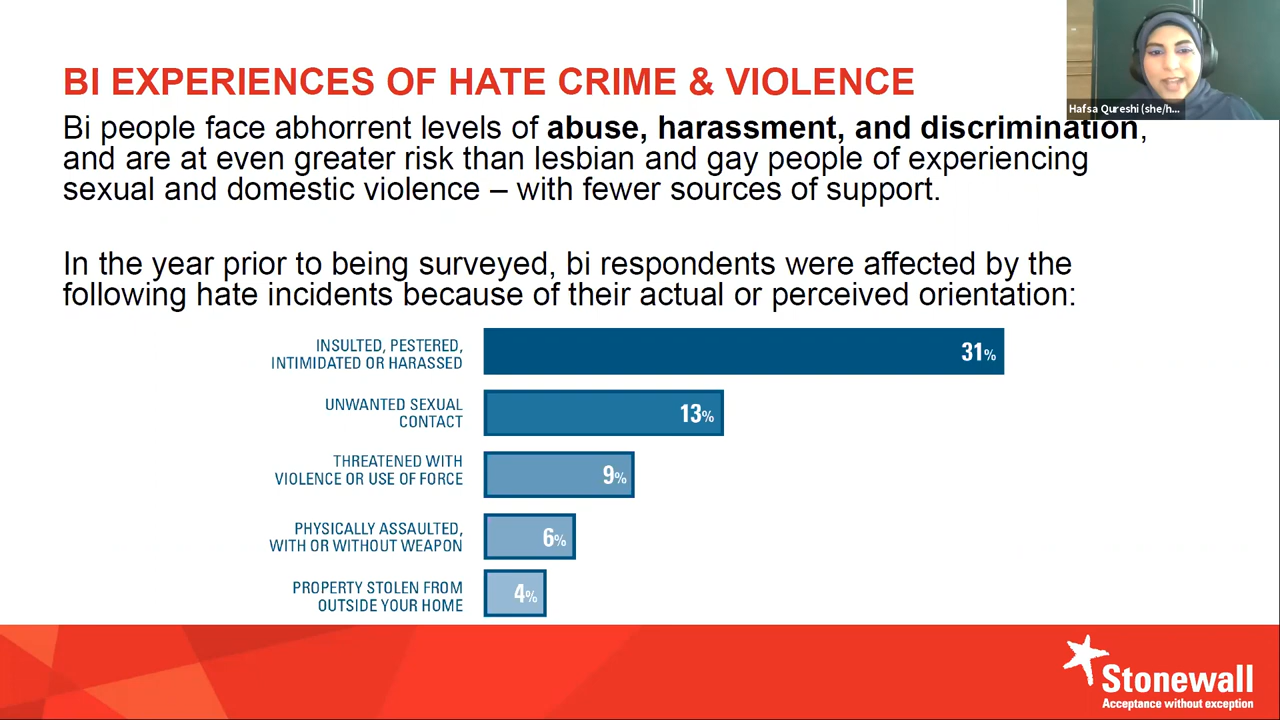 BI EXPERIENCES OF HATE CRIME & VIOLENCE
Hafsa Qureshi (she/h...
Bi people face abhorrent levels of abuse, harassment, and discrimination,
and are at even greater risk than lesbian and gay people of experiencing
sexual and domestic violence – with fewer sources of support.
In the year prior to being surveyed, bi respondents were affected by the
following hate incidents because of their actual or perceived orientation:
INSULTED, PESTERED,
INTIMIDATED OR HARASSED
31%
UNWANTED SEXUAL
CONTACT
13%
THREATENED WITH
VIOLENCE OR USE OF FORCE
9%
PHYSICALLY ASSAULTED,
WITH OR WITHOUT WEAPON
6%
PROPERTY STOLEN FROM
OUTSIDE YOUR HOME
4%
Stonewall
Acceptance without exception